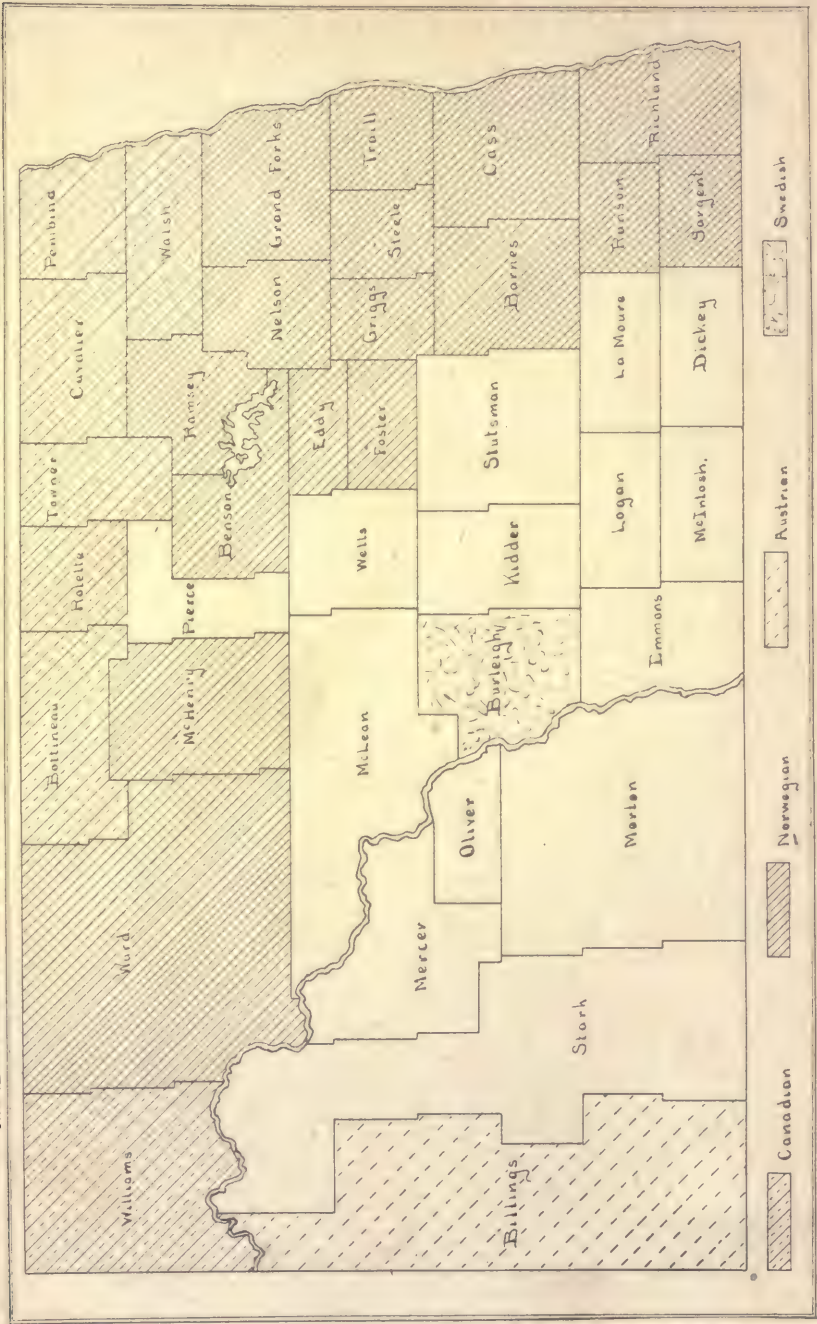 Williams
Ward
Bottineau
Rolette
Towner
Cavalier
Pembina
McHenry
Pierce
Benson
Ramsey
Walsh
Nelson
Grand Forks
McLean
Wells
Eddy
Foster
Griggs
Steele
Traill
Mercer
Oliver
Burleigh
Kidder
Stutsman
Barnes
Cass
Billings
Stark
Morton
Emmons
Logan
La Moure
Ransom
Richland
McIntosh.
Dickey
Sargent
Canadian
Norwegian
Austrian
Swedish